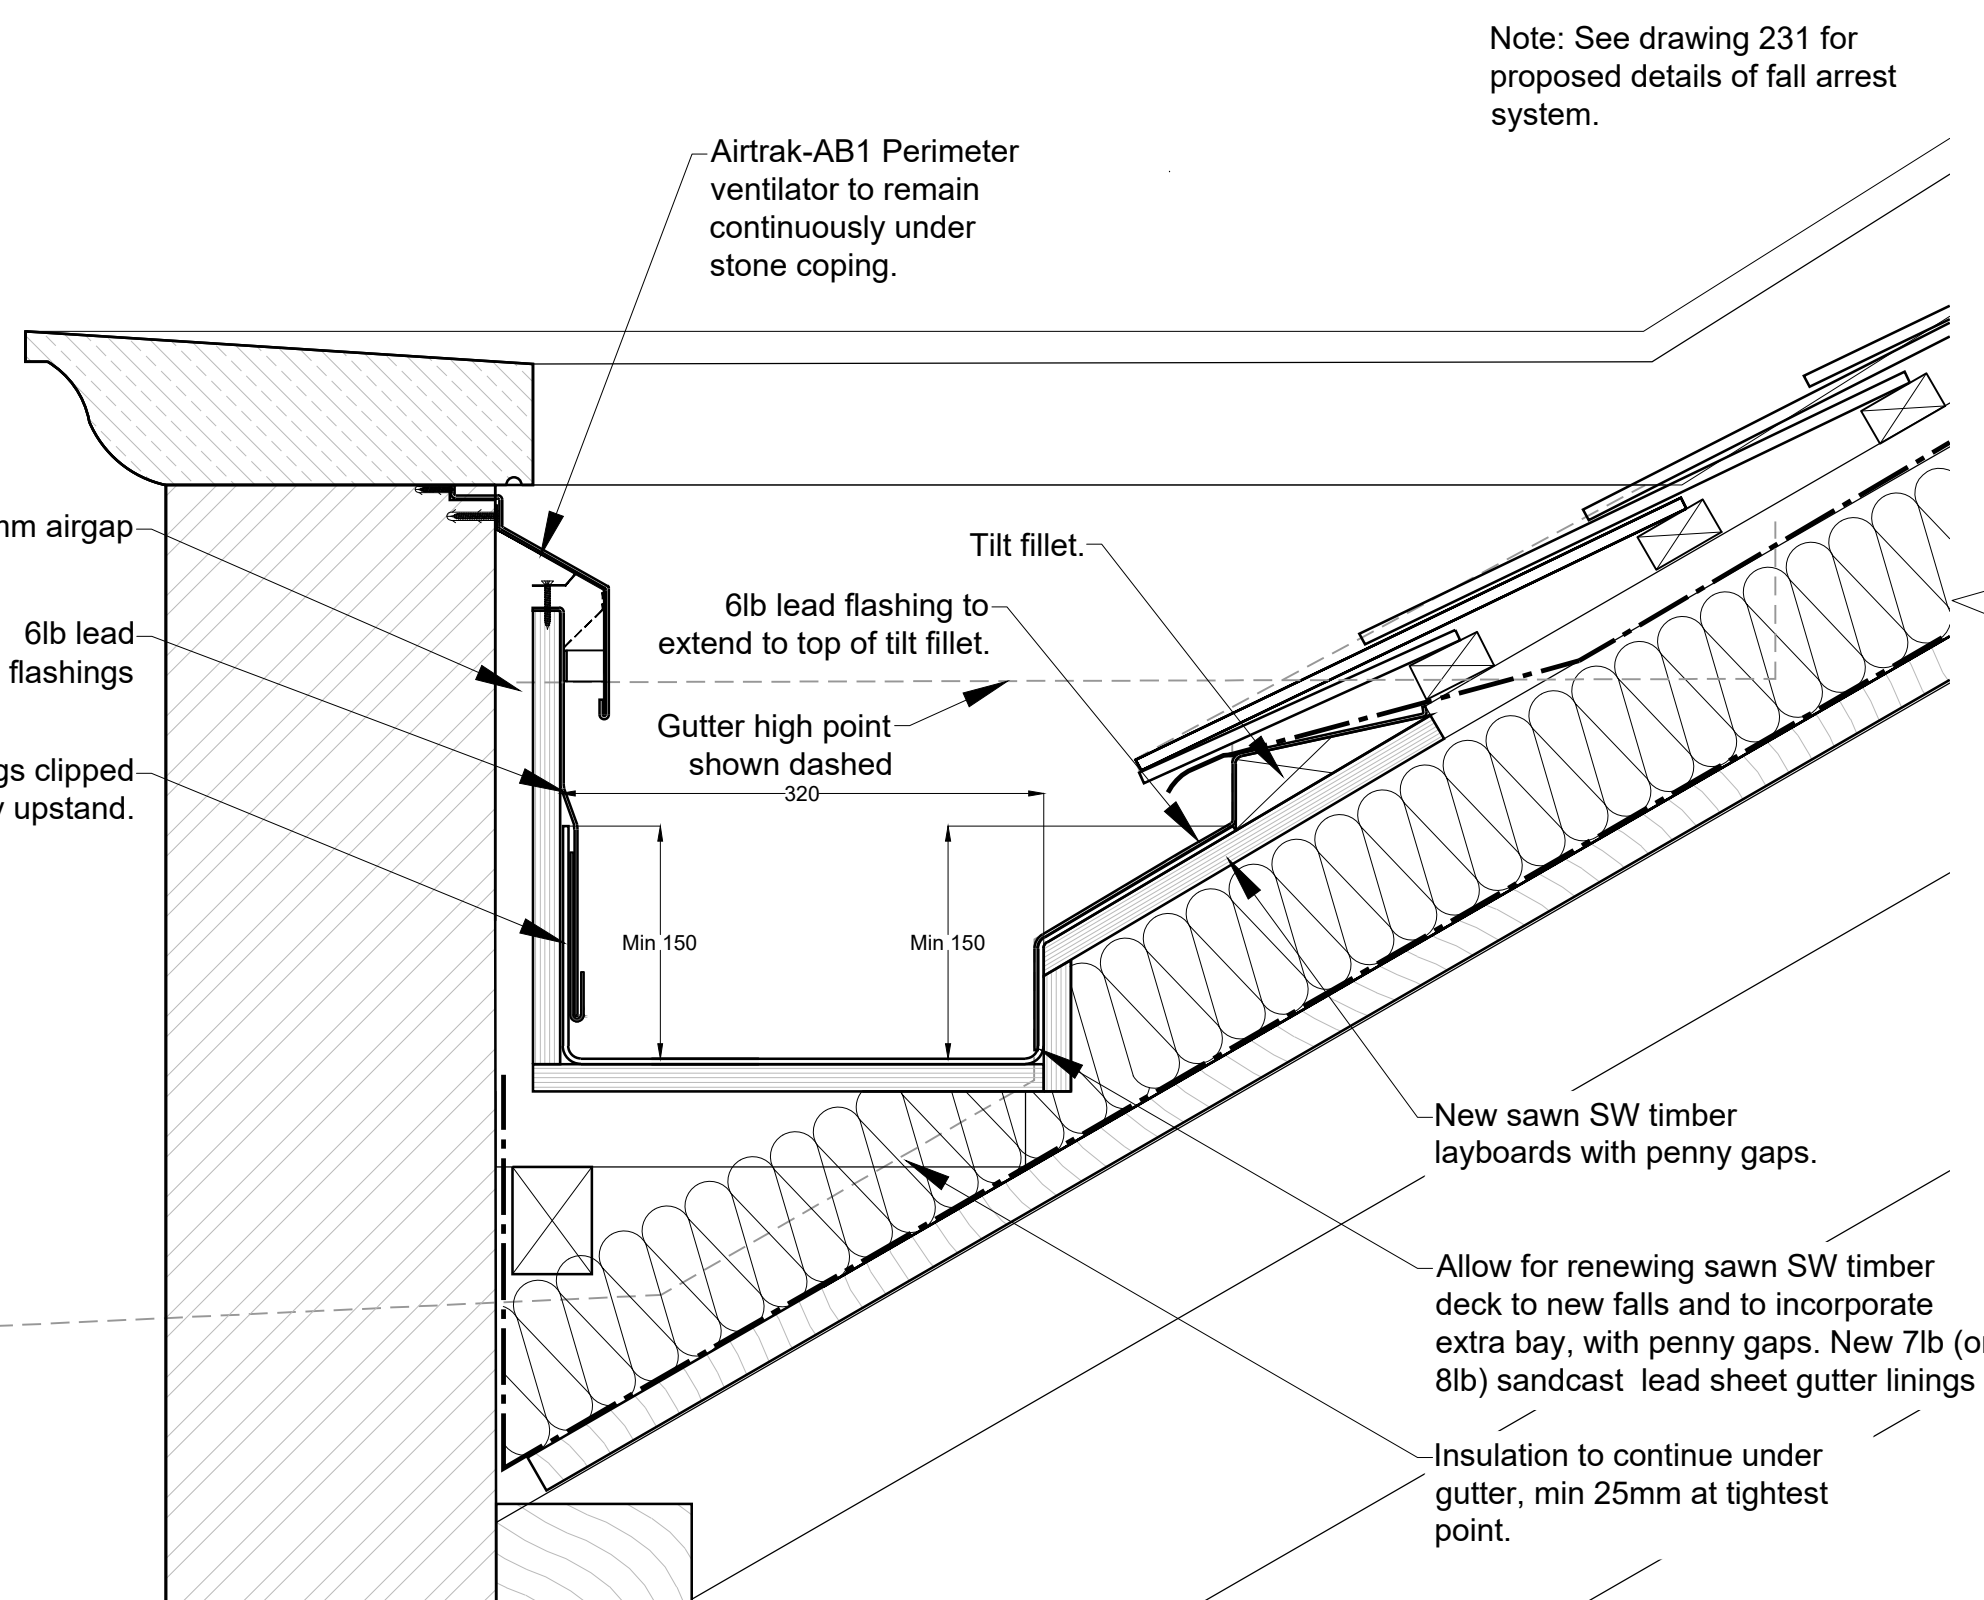 Note: See drawing 231 for
proposed details of fall arrest
system.
Airtrak-AB1 Perimeter
ventilator to remain
continuously under
stone coping.
airgap
6lb lead
flashings
clipped
upstand.
Tilt fillet.
6lb lead flashing to
extend to top of tilt fillet.
Gutter high point
shown dashed
320
Min 150
Min 150
New sawn SW timber
layboards with penny gaps.
Allow for renewing sawn SW timber
deck to new falls and to incorporate
extra bay, with penny gaps. New 7lb (or
8lb) sandcast lead sheet gutter linings
Insulation to continue under
gutter, min 25mm at tightest
point.